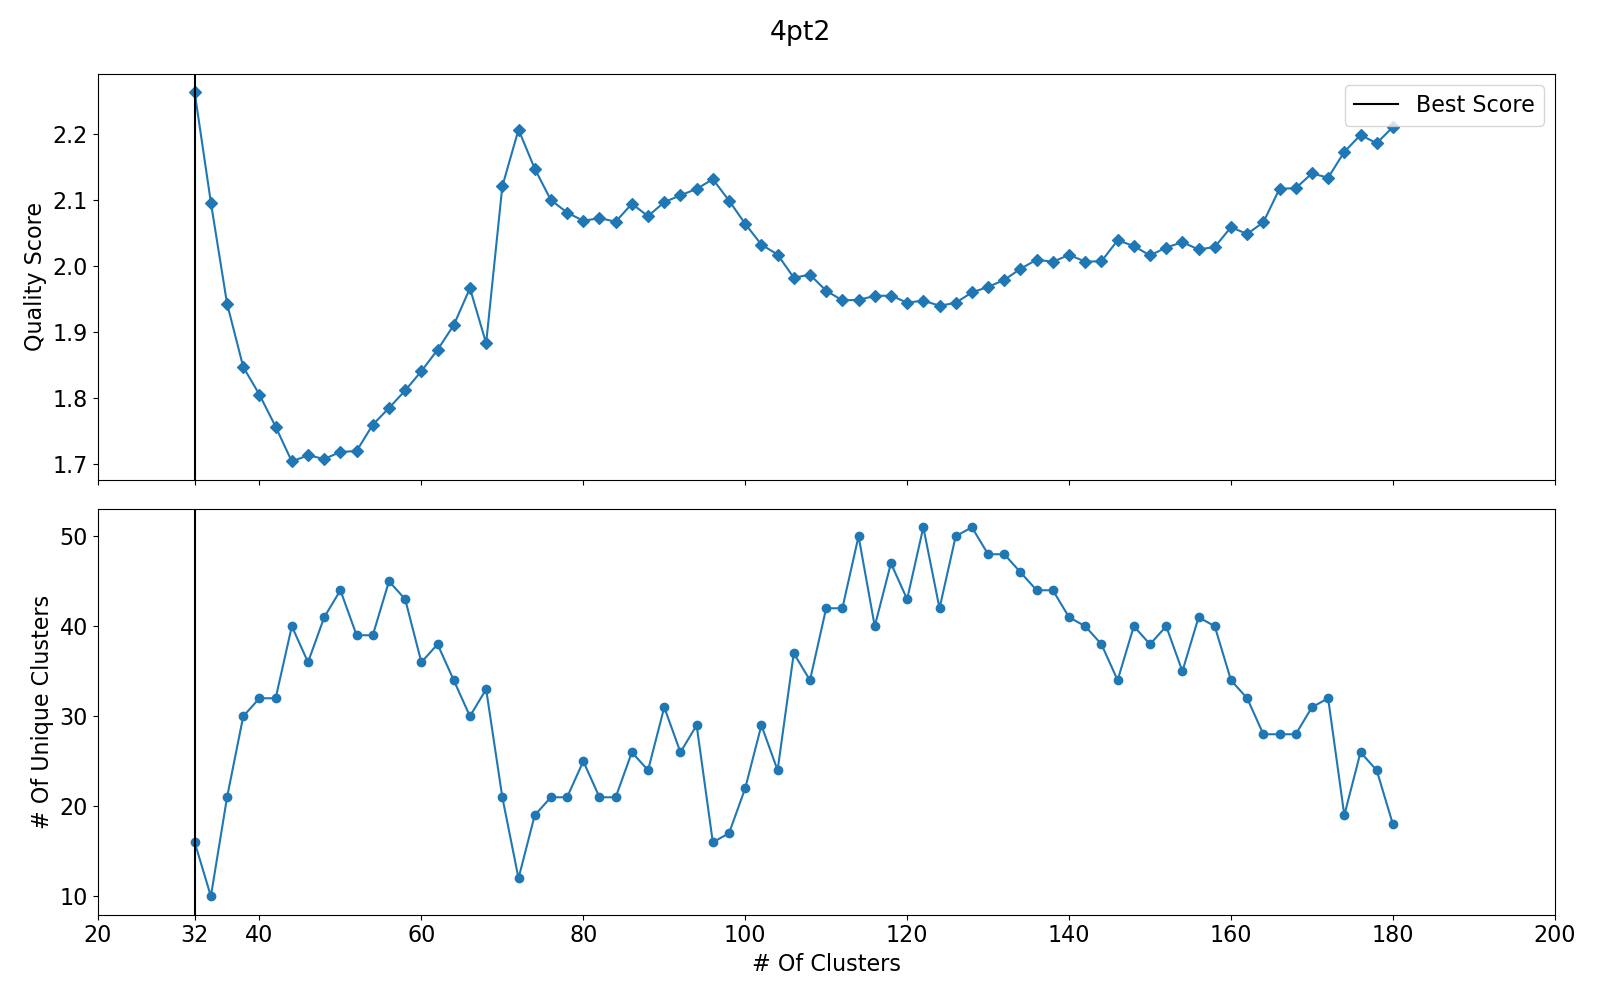 4pt2
Best Score
Quality Score
2.2
2.1
2.0
1.9
1.8
1.7
# Of Unique Clusters
50
40
30
20
10
20 32 40 60 80 100 120 140 160 180 200
# Of Clusters